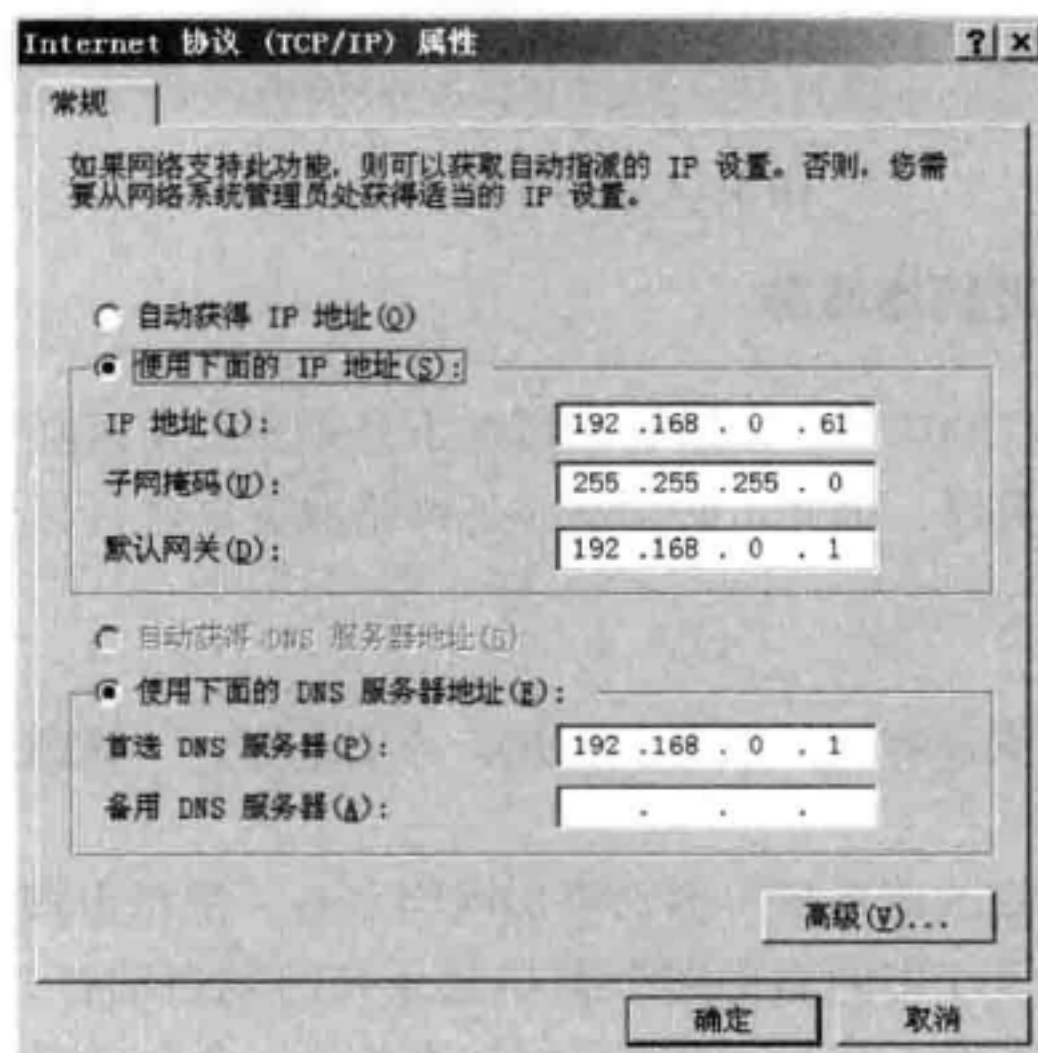 Internet 协议 (TCP/IP) 属性
常规
如果网络支持此功能，则可以获取自动指派的 IP 设置。否则，您需
要从网络系统管理员处获得适当的 IP 设置。
自动获得 IP 地址(O)
使用下面的 IP 地址(S):
IP 地址(I): 192 .168 . 0 . 61
子网掩码(U): 255 .255 .255 . 0
默认网关(D): 192 .168 . 0 . 1
自动获得 DNS 服务器地址(B)
使用下面的 DNS 服务器地址(E):
首选 DNS 服务器(P): 192 .168 . 0 . 1
备用 DNS 服务器(A): . . .
高级(V)...
确定 取消